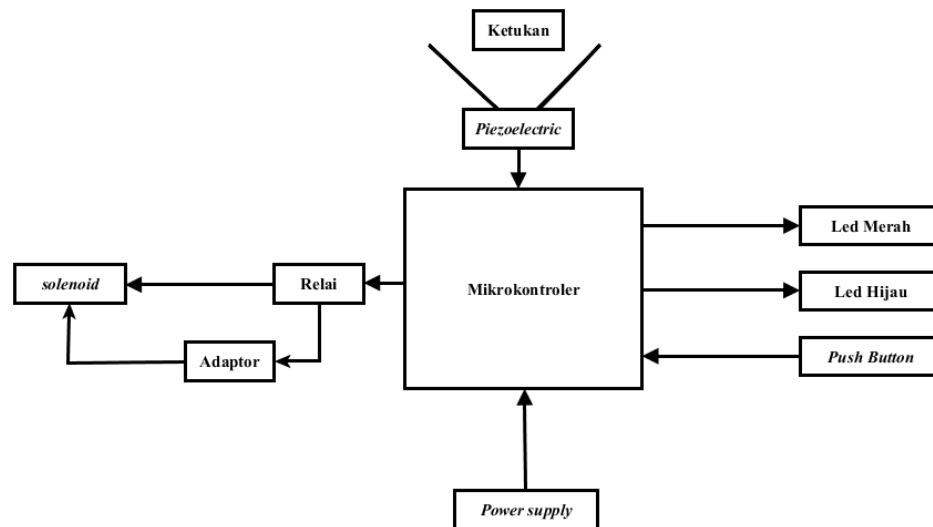 Ketukan
Piezoelectric
Mikrokontroler
Led Merah
Led Hijau
Push Button
solenoid
Relai
Adaptor
Power supply